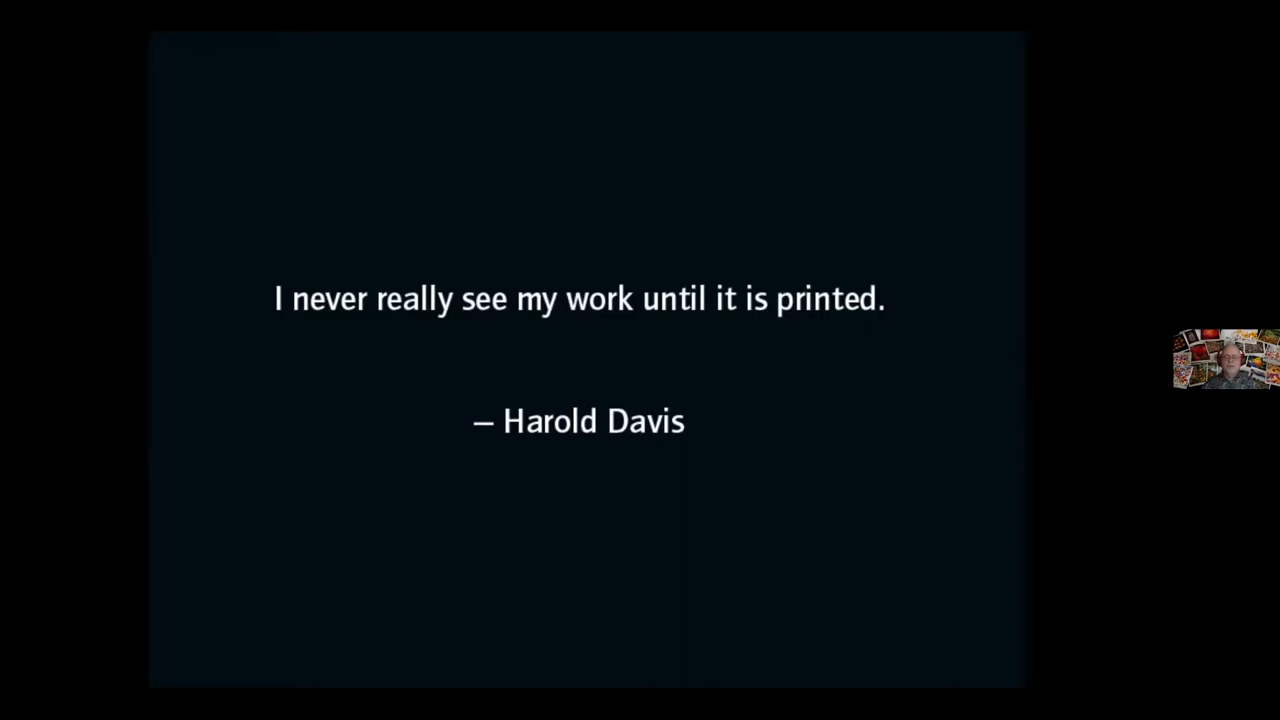 I never really see my work until it is printed.
– Harold Davis